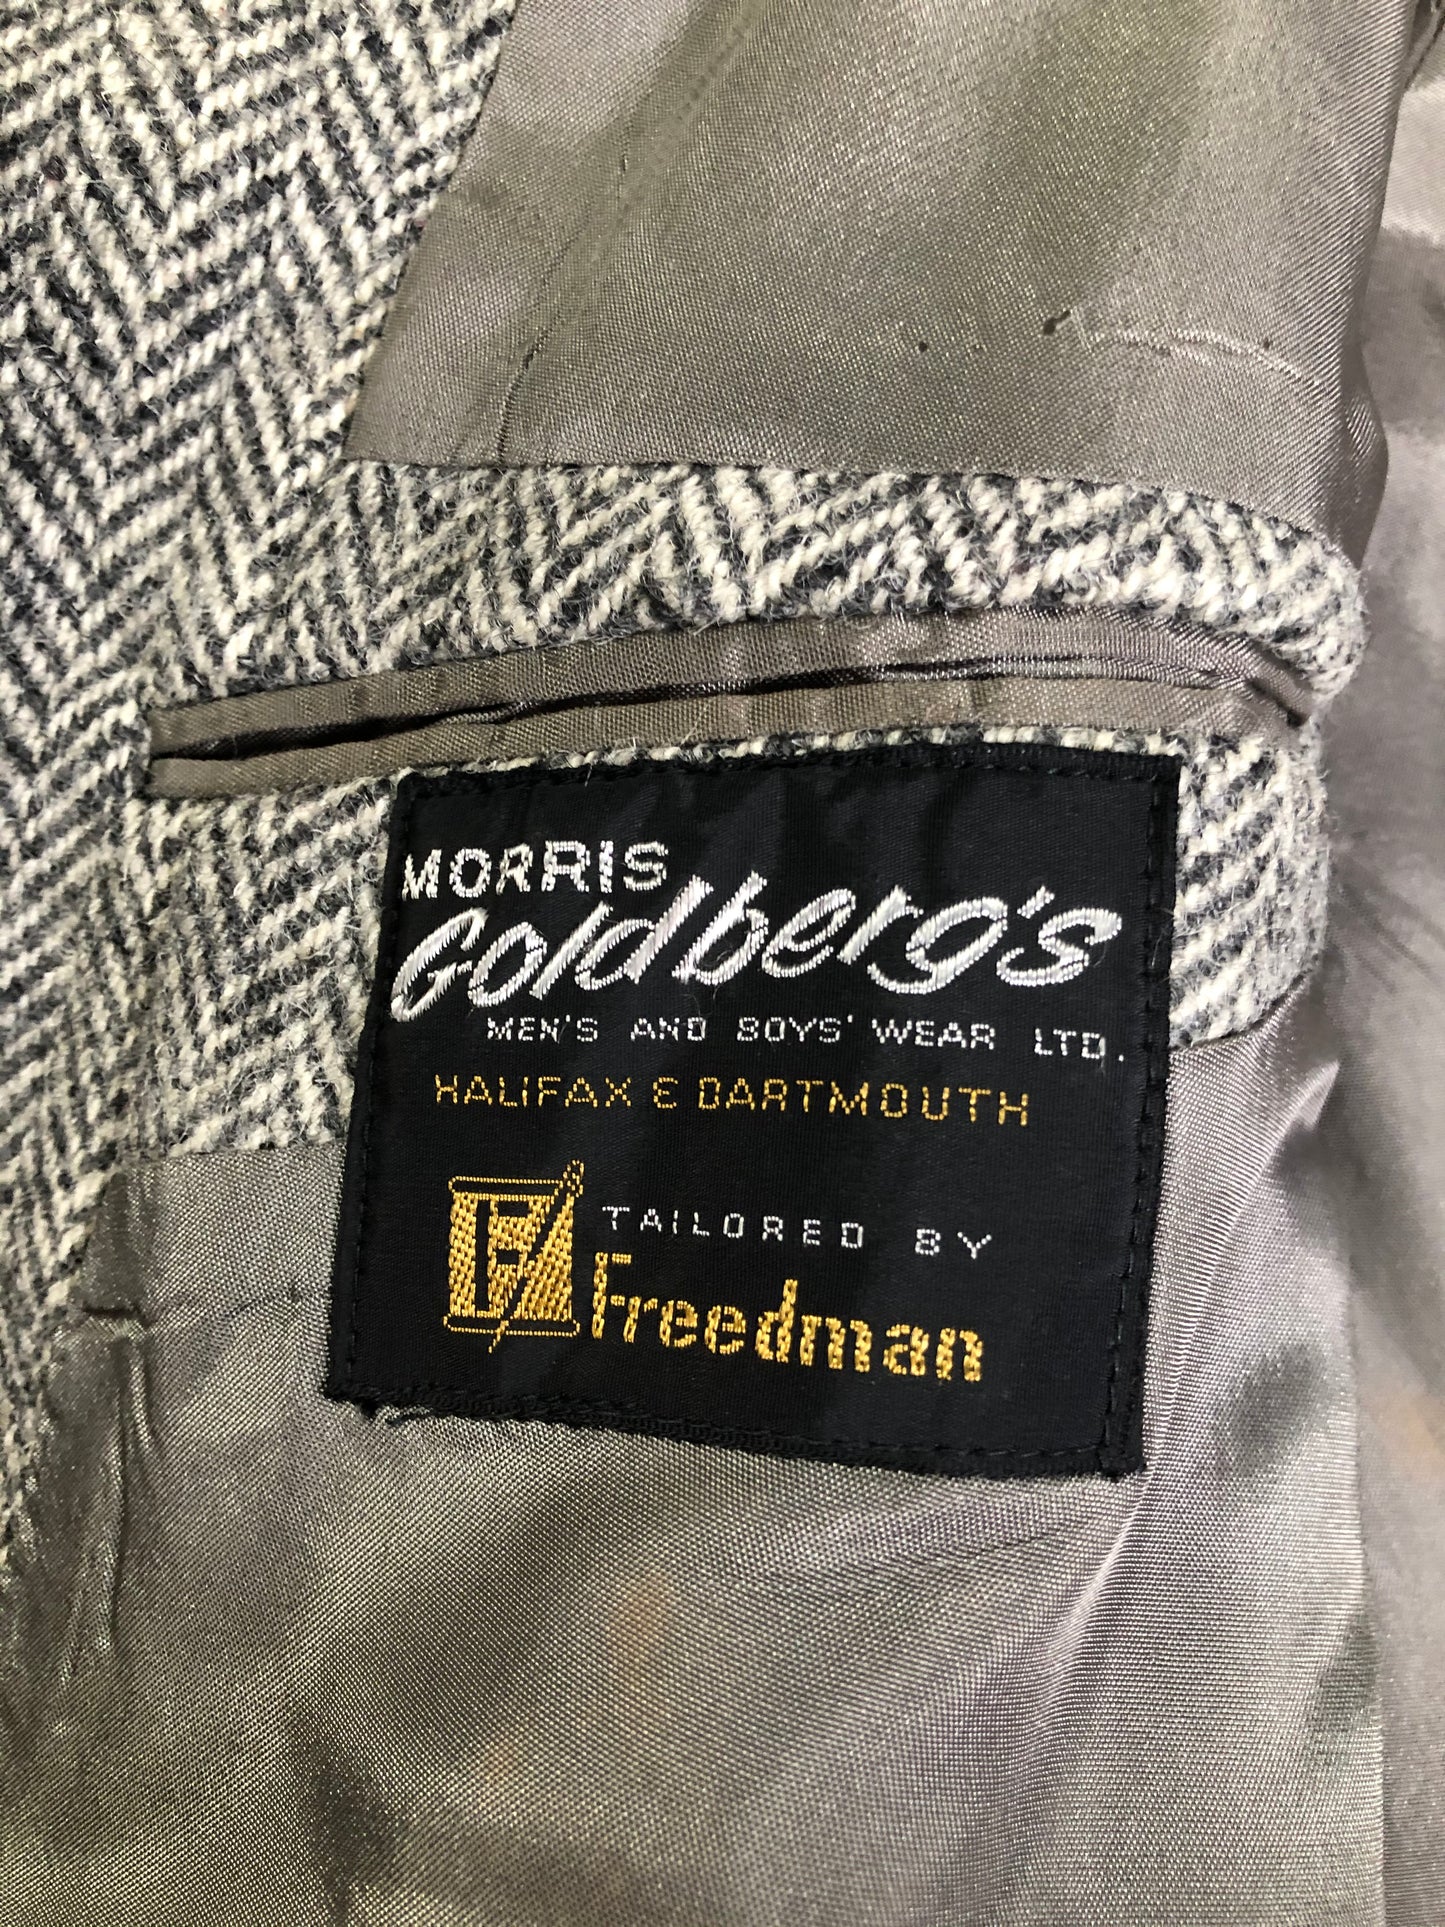 MORRIS
Goldberg's
MEN'S AND BOYS' WEAR LTD.
HALIFAX & DARTMOUTH
F
TAILORED BY
Freedman